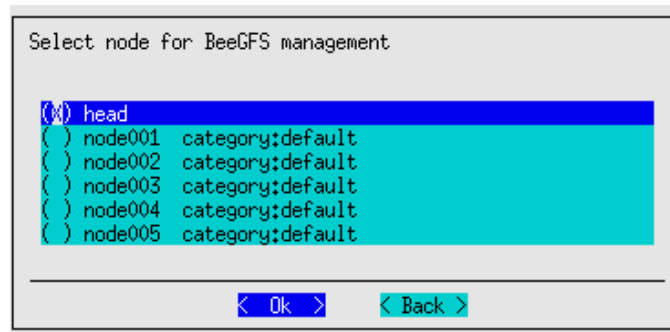 Select node for BeeGFS management
(X) head
( ) node001 category:default
( ) node002 category:default
( ) node003 category:default
( ) node004 category:default
( ) node005 category:default
< Ok > < Back >